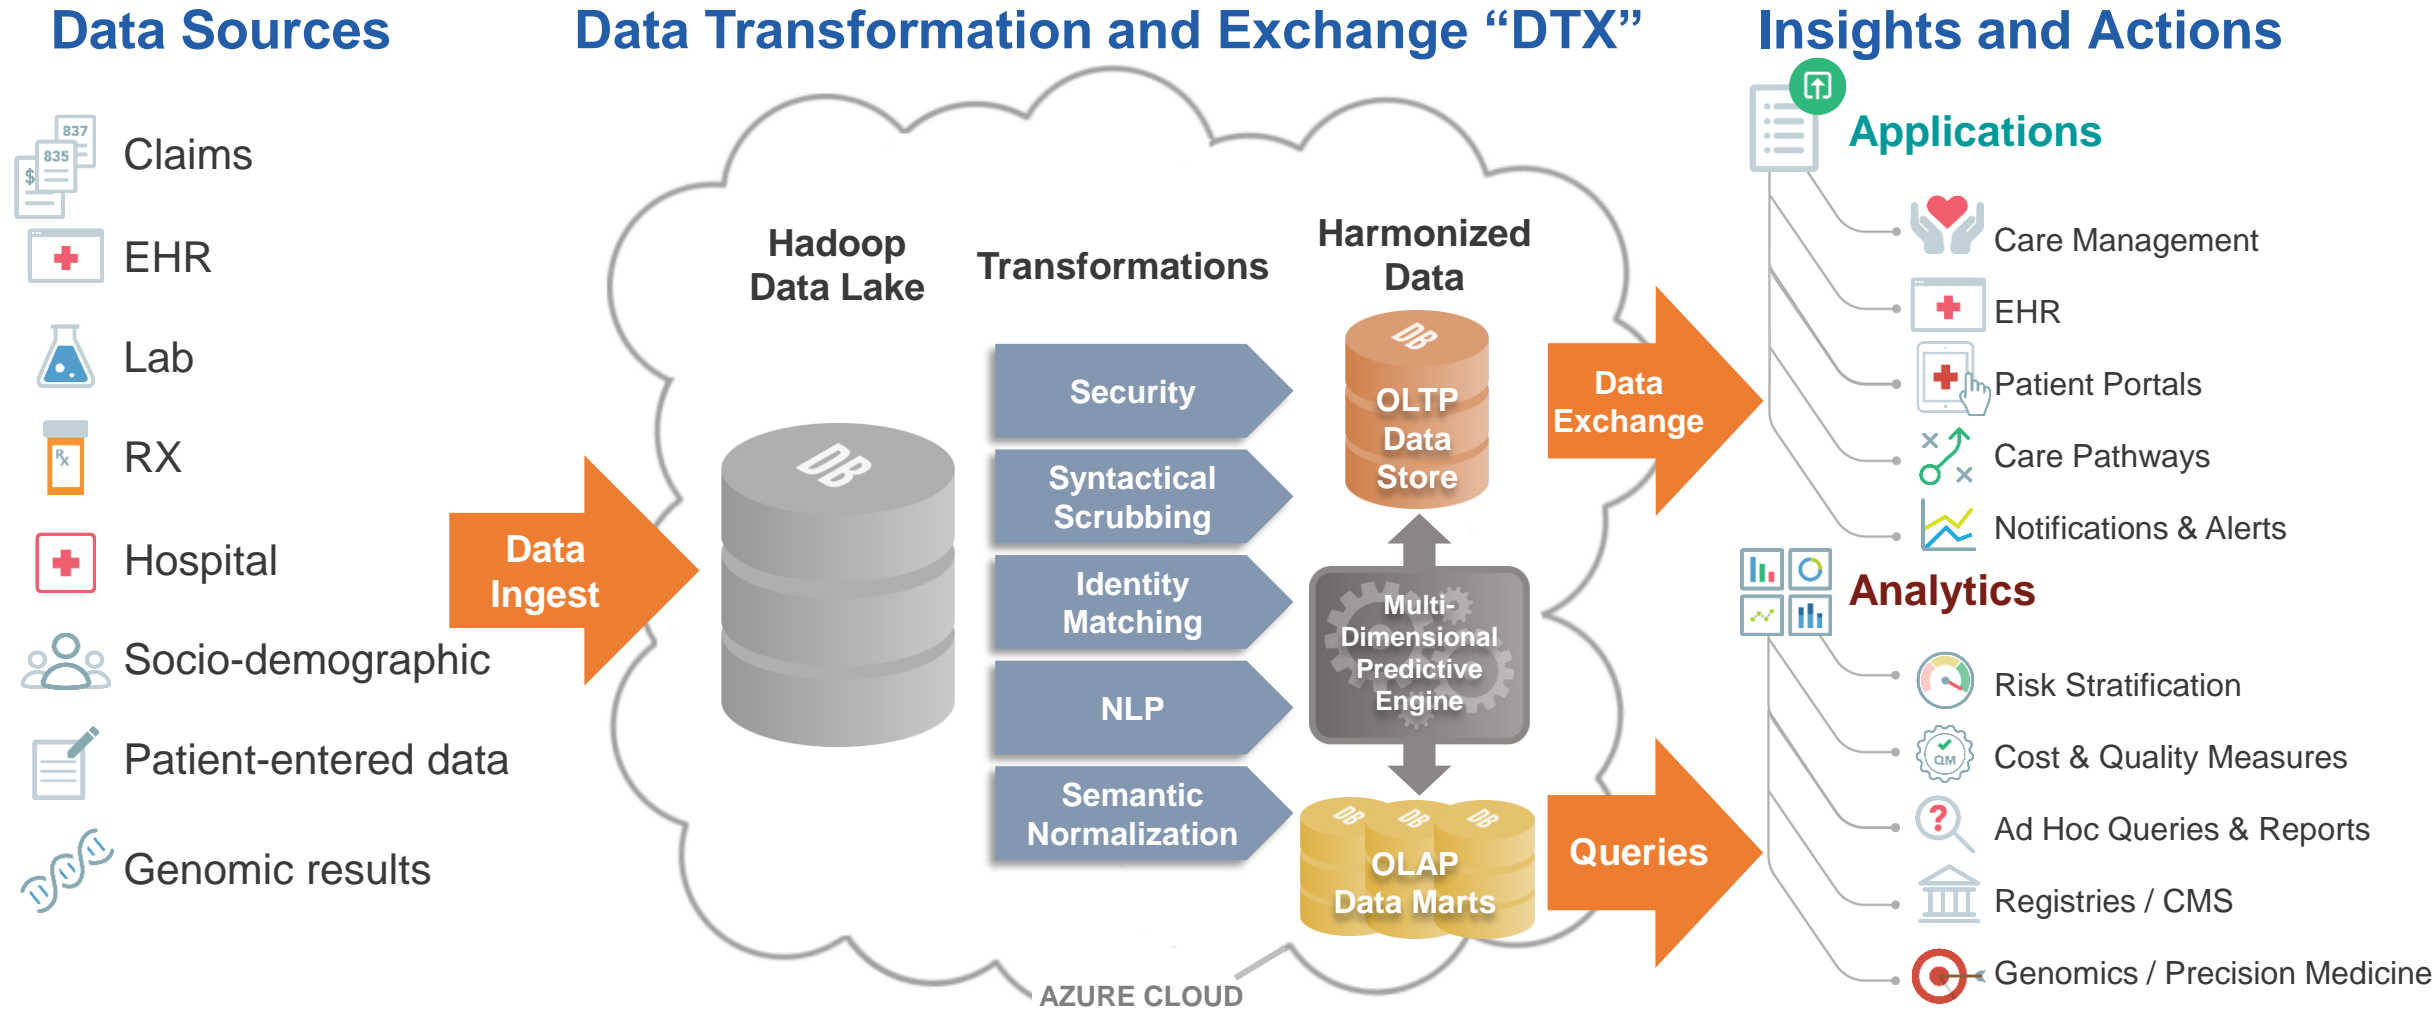 Data Sources
Data Transformation and Exchange “DTX”
Insights and Actions
837
835
$
Claims
EHR
Lab
Rx
RX
Hospital
Socio-demographic
Patient-entered data
Genomic results
Data
Ingest
Hadoop
Data Lake
DB
Transformations
Security
Syntactical
Scrubbing
Identity
Matching
NLP
Semantic
Normalization
Harmonized
Data
DB
OLTP
Data
Store
Multi-
Dimensional
Predictive
Engine
DB
DB
DB
OLAP
Data Marts
AZURE CLOUD
Data
Exchange
Queries
Applications
Care Management
EHR
Patient Portals
Care Pathways
Notifications & Alerts
Analytics
Risk Stratification
QM
Cost & Quality Measures
?
Ad Hoc Queries & Reports
Registries / CMS
Genomics / Precision Medicine